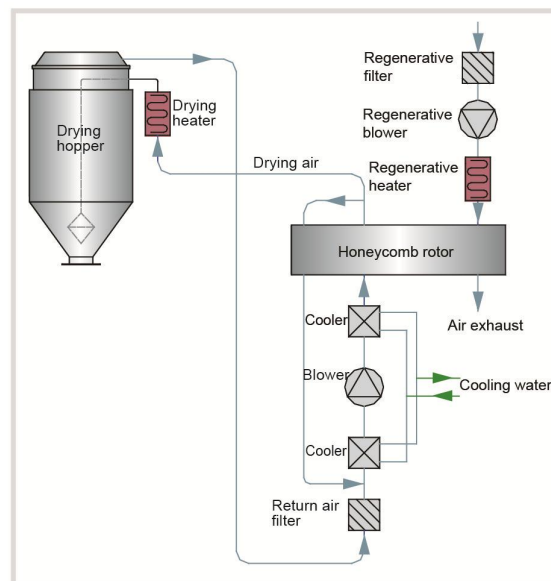 Regenerative
filter
Drying
heater
Regenerative
blower
Drying
hopper
Drying air
Regenerative
heater
Honeycomb rotor
Cooler
Air exhaust
Blower
Cooling water
Cooler
Return air
filter